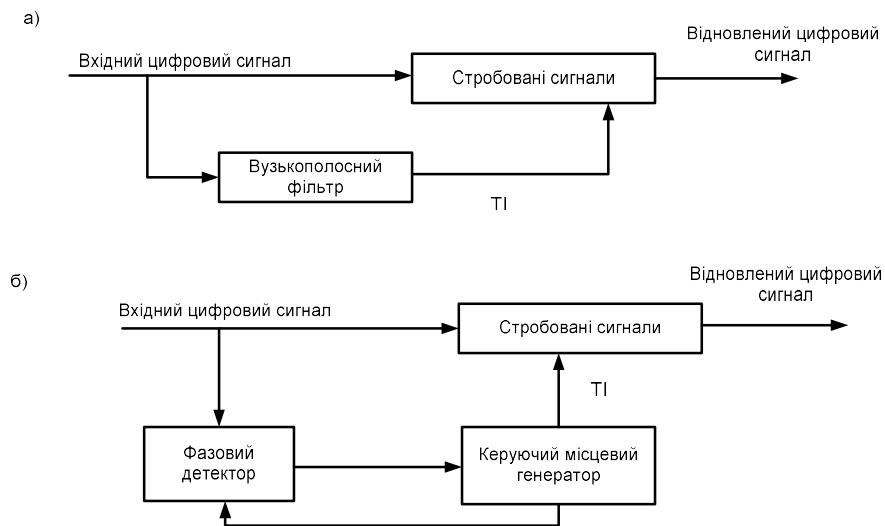 а)
Відновлений цифровий
сигнал
Вхідний цифровий сигнал
Стробовані сигнали
Вузькополосний
фільтр
ТІ
б)
Відновлений цифровий
сигнал
Вхідний цифровий сигнал
Стробовані сигнали
ТІ
Фазовий
детектор
Керуючий місцевий
генератор